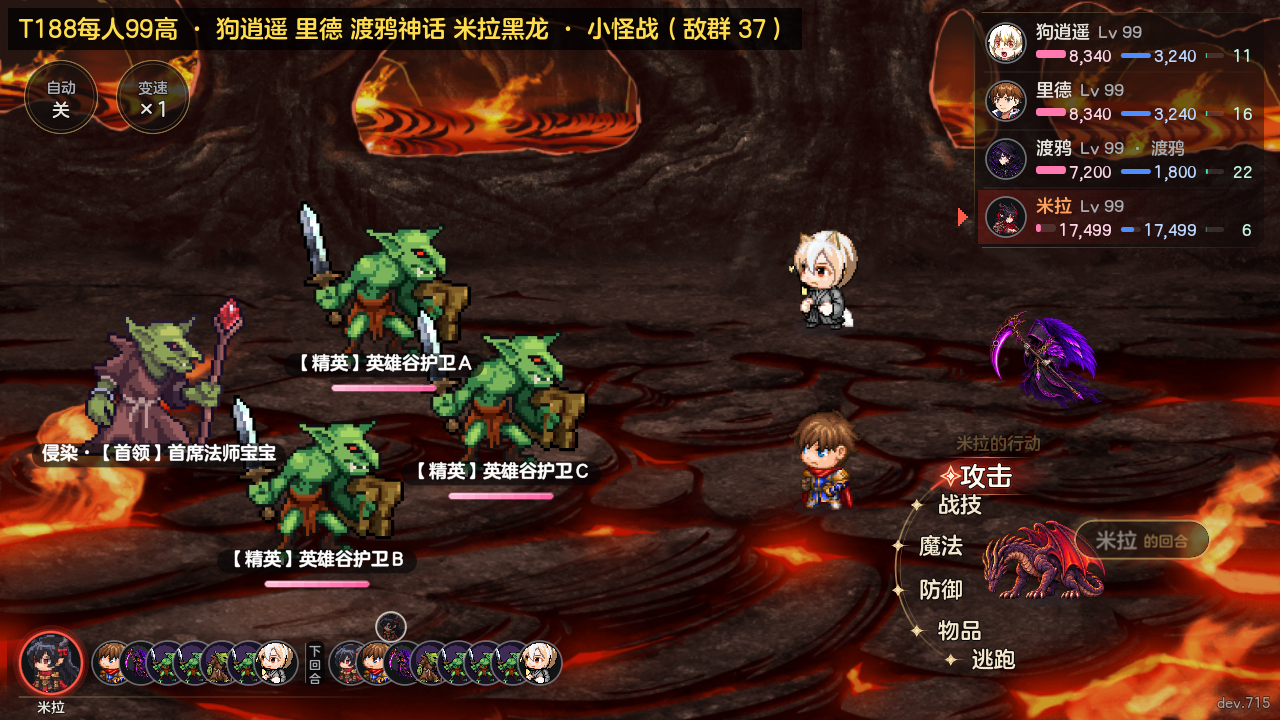 T188每人99高 · 狗逍遥 里德 渡鸦神话 米拉黑龙 · 小怪战（敌群 37）
自动
关
变速
×1
狗逍遥 Lv 99
8,340 3,240 11
里德 Lv 99
8,340 3,240 16
渡鸦 Lv 99 · 渡鸦
7,200 1,800 22
米拉 Lv 99
17,499 17,499 6
【精英】英雄谷护卫A
侵染·【首领】首席法师宝宝
【精英】英雄谷护卫C
【精英】英雄谷护卫B
米拉的行动
攻击
战技
魔法
防御
物品
逃跑
米拉 的回合
下回合
米拉
dev.715